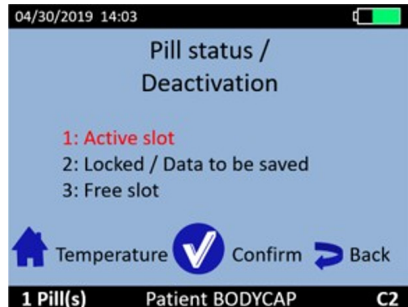 04/30/2019 14:03
Pill status /
Deactivation
1: Active slot
2: Locked / Data to be saved
3: Free slot
Temperature Confirm Back
1 Pill(s) Patient BODYCAP C2